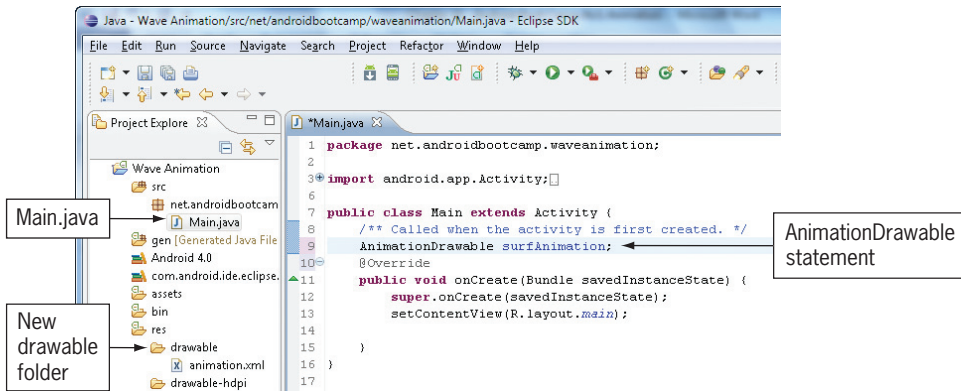 Java - Wave Animation/src/net/androidbootcamp/waveanimation/Main.java - Eclipse SDK
File Edit Run Source Navigate Search Project Refactor Window Help
Project Explore
*Main.java
Wave Animation
src
net.androidbootcam
Main.java
gen [Generated Java File
Android 4.0
com.android.ide.eclipse.
assets
bin
res
drawable
animation.xml
drawable-hdpi
1 package net.androidbootcamp.waveanimation;
2
3 import android.app.Activity;
6
7 public class Main extends Activity {
8 /** Called when the activity is first created. */
9 AnimationDrawable surfAnimation;
10 @Override
11 public void onCreate(Bundle savedInstanceState) {
12 super.onCreate(savedInstanceState);
13 setContentView(R.layout.main);
14
15 }
16 }
17
Main.java
New
drawable
folder
AnimationDrawable
statement